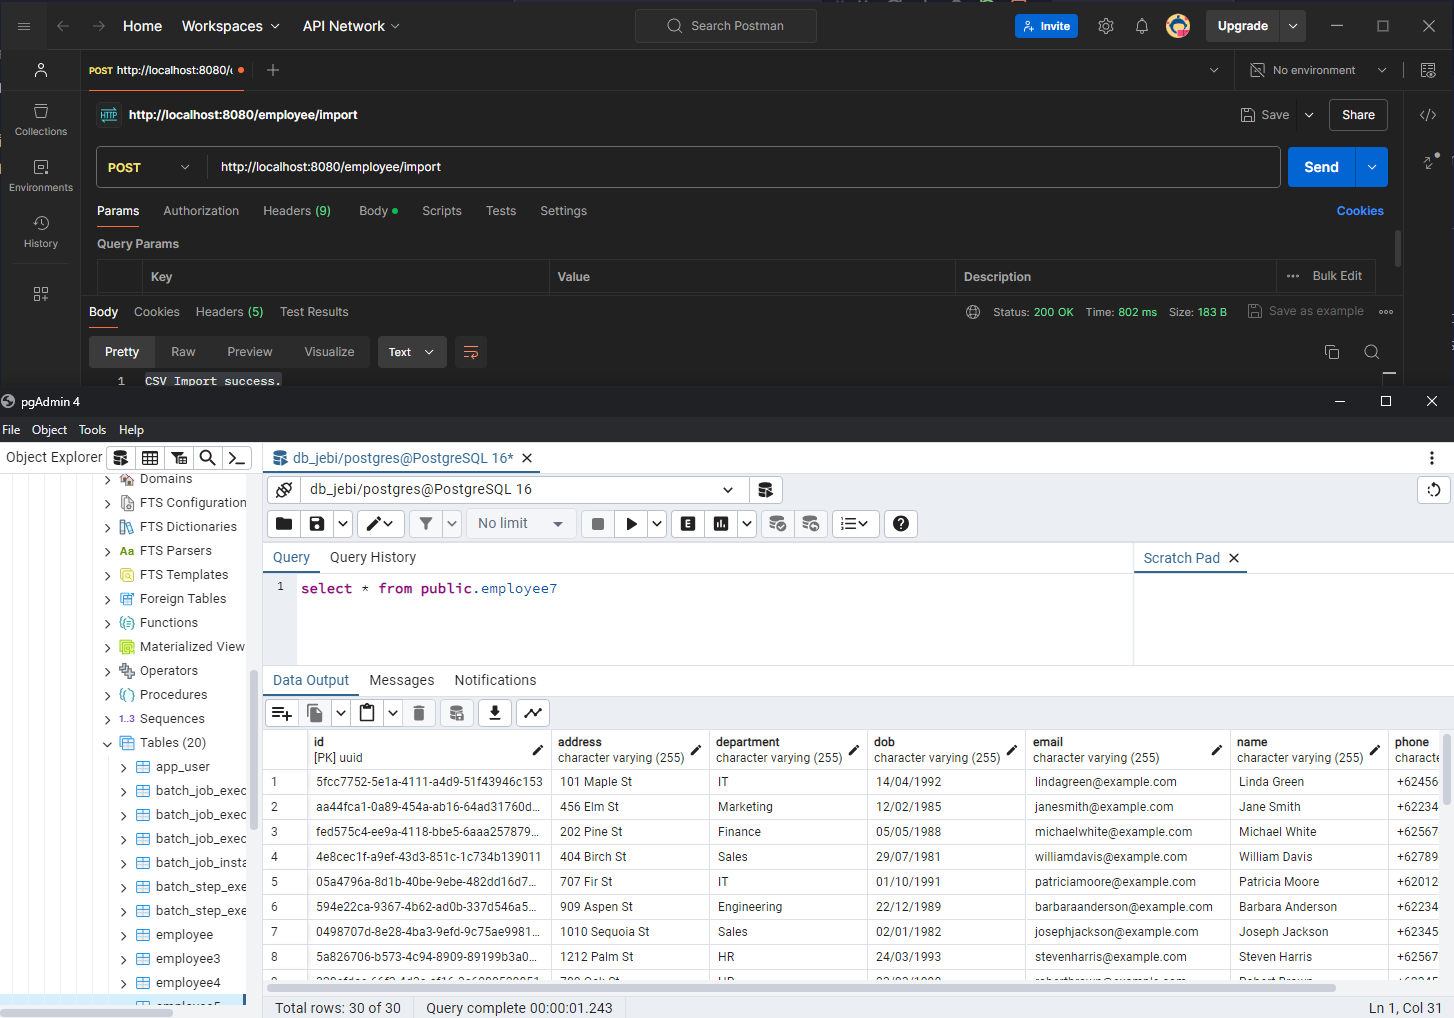 Home Workspaces API Network Search Postman Invite Upgrade
POST http://localhost:8080/ No environment
HTTP http://localhost:8080/employee/import Save Share
Collections
POST http://localhost:8080/employee/import Send
Environments
Params Authorization Headers (9) Body Scripts Tests Settings Cookies
History
Query Params
Key Value Description Bulk Edit
Body Cookies Headers (5) Test Results Status: 200 OK Time: 802 ms Size: 183 B Save as example
Pretty Raw Preview Visualize Text
1 CSV Import success.
pgAdmin 4
File Object Tools Help
Object Explorer
db_jebi/postgres@PostgreSQL 16*
Domains
FTS Configuration
FTS Dictionaries
Aa FTS Parsers
FTS Templates
Foreign Tables
Functions
Materialized View
Operators
Procedures
1..3 Sequences
Tables (20)
app_user
batch_job_exec
batch_job_exec
batch_job_exec
batch_job_insta
batch_step_exe
batch_step_exe
employee
employee3
employee4
employee5
db_jebi/postgres@PostgreSQL 16
No limit
Query Query History Scratch Pad
1 select * from public.employee7
Data Output Messages Notifications
id address department dob email name phone
[PK] uuid character varying (255) character varying (255) character varying (255) character varying (255) character varying (255) characte
1 5fcc7752-5e1a-4111-a4d9-51f43946c153 101 Maple St IT 14/04/1992 lindagreen@example.com Linda Green +62456
2 aa44fca1-0a89-454a-ab16-64ad31760d... 456 Elm St Marketing 12/02/1985 janesmith@example.com Jane Smith +62234
3 fed575c4-ee9a-4118-bbe5-6aaa257879... 202 Pine St Finance 05/05/1988 michaelwhite@example.com Michael White +62567
4 4e8cec1f-a9ef-43d3-851c-1c734b139011 404 Birch St Sales 29/07/1981 williamdavis@example.com William Davis +62789
5 05a4796a-8d1b-40be-9ebe-482dd16d7... 707 Fir St IT 01/10/1991 patriciamoore@example.com Patricia Moore +62012
6 594e22ca-9367-4b62-ad0b-337d546a5... 909 Aspen St Engineering 22/12/1989 barbaraanderson@example.com Barbara Anderson +62234
7 0498707d-8e28-4ba3-9efd-9c75ae9981... 1010 Sequoia St Sales 02/01/1982 josephjackson@example.com Joseph Jackson +62345
8 5a826706-b573-4c94-8909-89199b3a0... 1212 Palm St HR 24/03/1993 stevenharris@example.com Steven Harris +62567
Total rows: 30 of 30 Query complete 00:00:01.243 Ln 1, Col 31